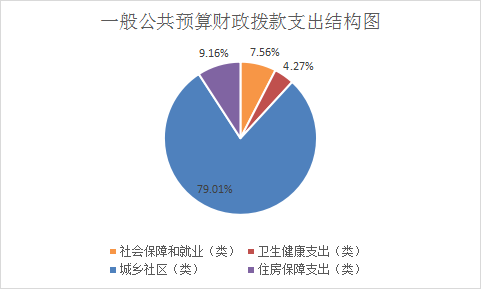 一般公共预算财政拨款支出结构图
9.16%
7.56%
4.27%
79.01%
社会保障和就业（类）
卫生健康支出（类）
城乡社区（类）
住房保障支出（类）